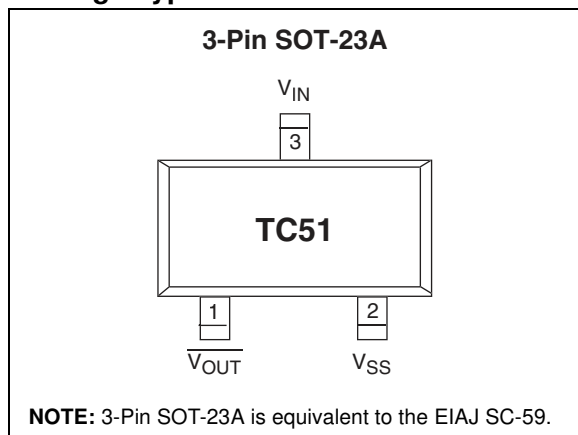 3-Pin SOT-23A
VIN
3
TC51
1 2
VOUT VSS
NOTE: 3-Pin SOT-23A is equivalent to the EIAJ SC-59.